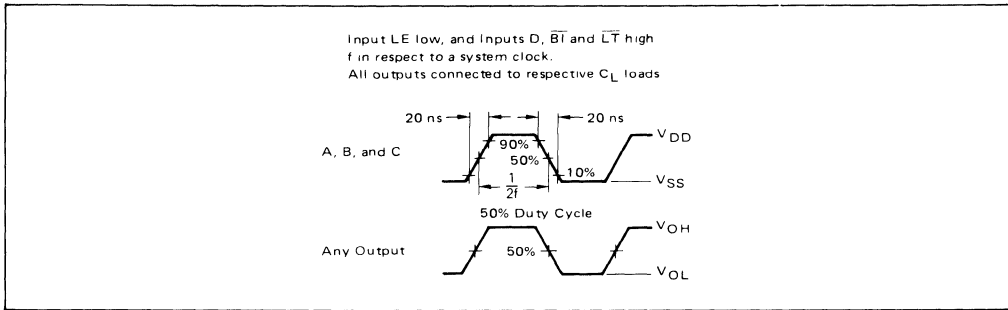 Input LE low, and Inputs D, B̅I̅ and L̅T̅ high
f in respect to a system clock.
All outputs connected to respective CL loads
20 ns
20 ns
A, B, and C
90%
50%
10%
VDD
VSS
1
2f
50% Duty Cycle
Any Output
50%
VOH
VOL